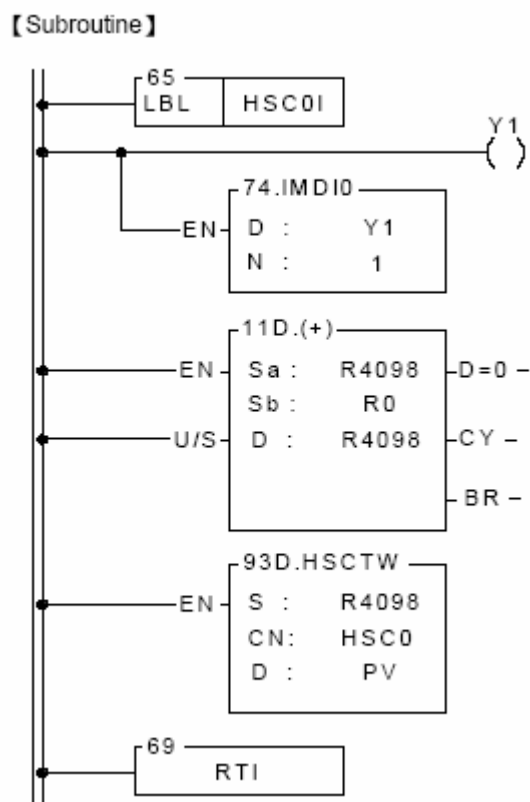 【Subroutine】
65
LBL HSC0I
Y1
74.IMDI0
EN D : Y1
N : 1
11D.(+)
EN Sa : R4098 D=0
Sb : R0
U/S D : R4098 CY
BR
93D.HSCTW
EN S : R4098
CN: HSC0
D : PV
69
RTI